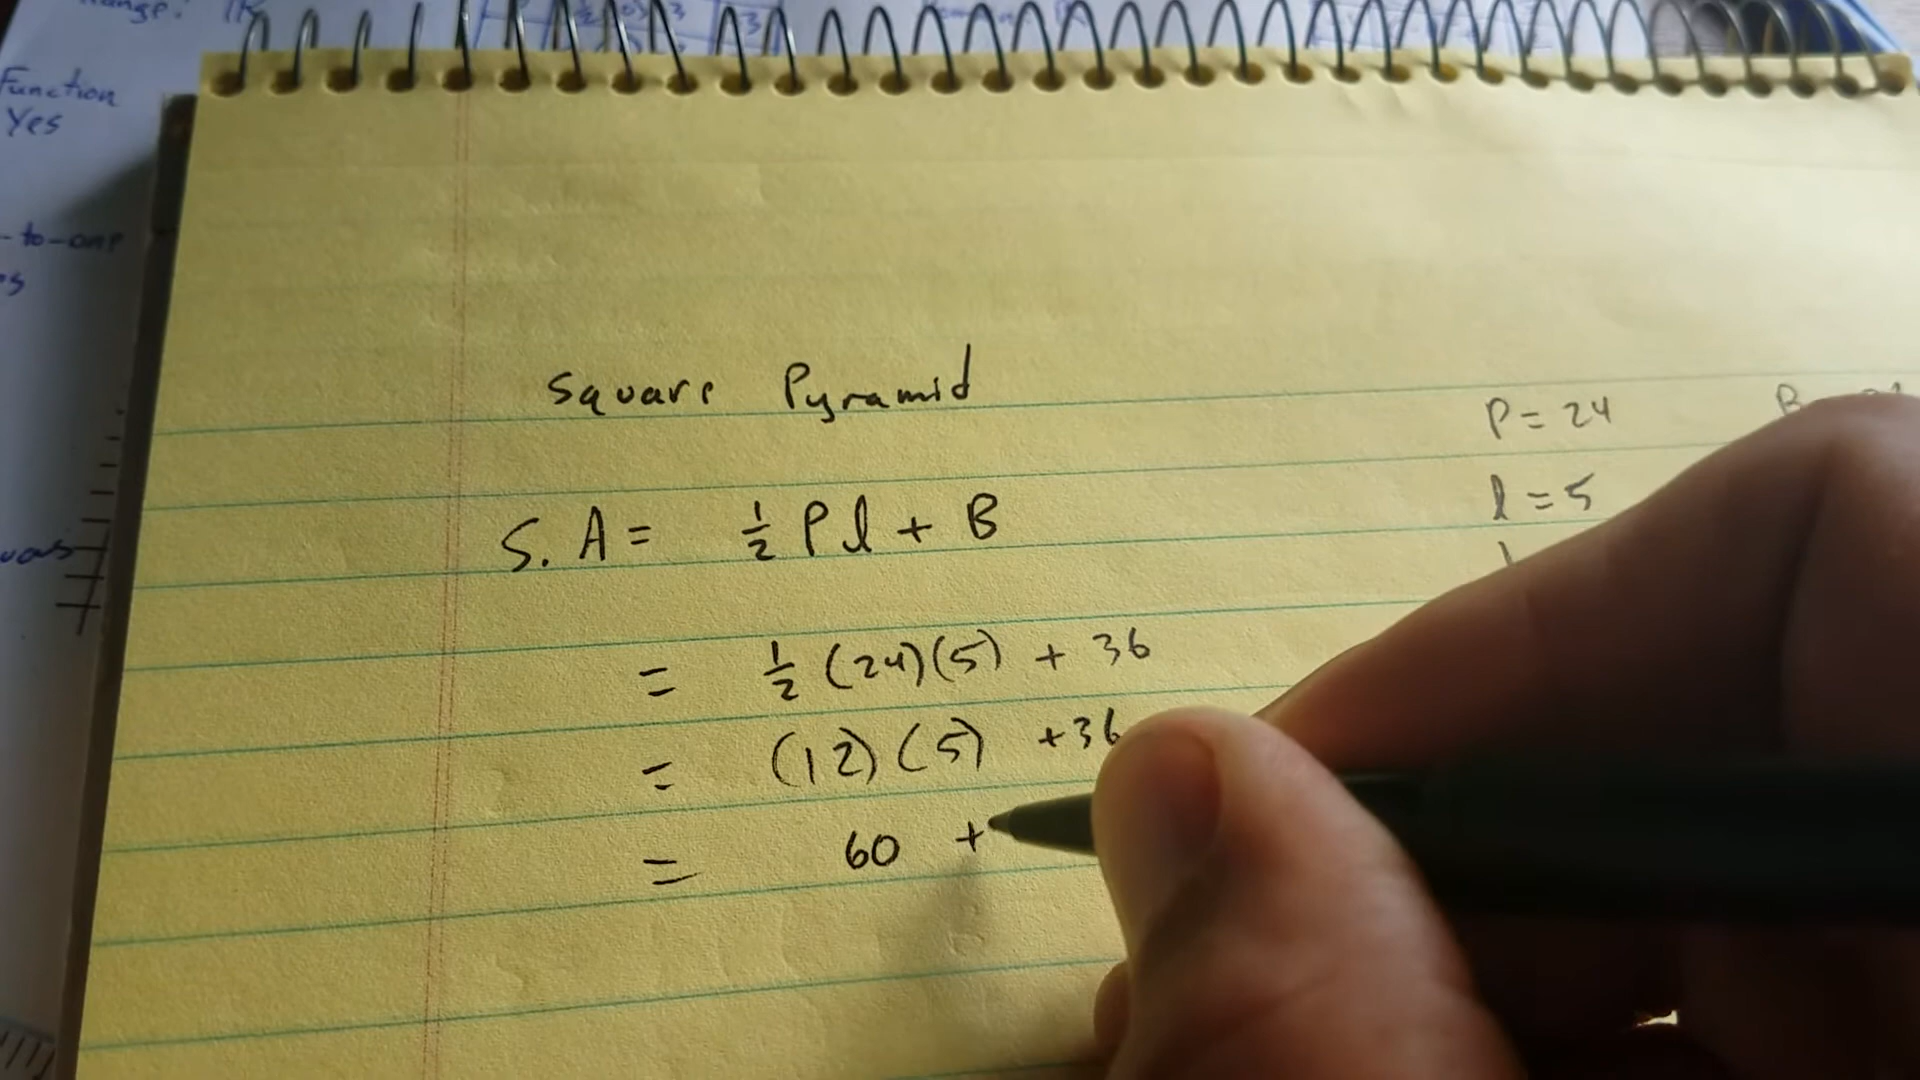 Function
Yes
-to-one
Square Pyramid
P = 24
l = 5
S. A = ½ P l + B
= ½ (24)(5) + 36
= (12)(5) +36
= 60 +